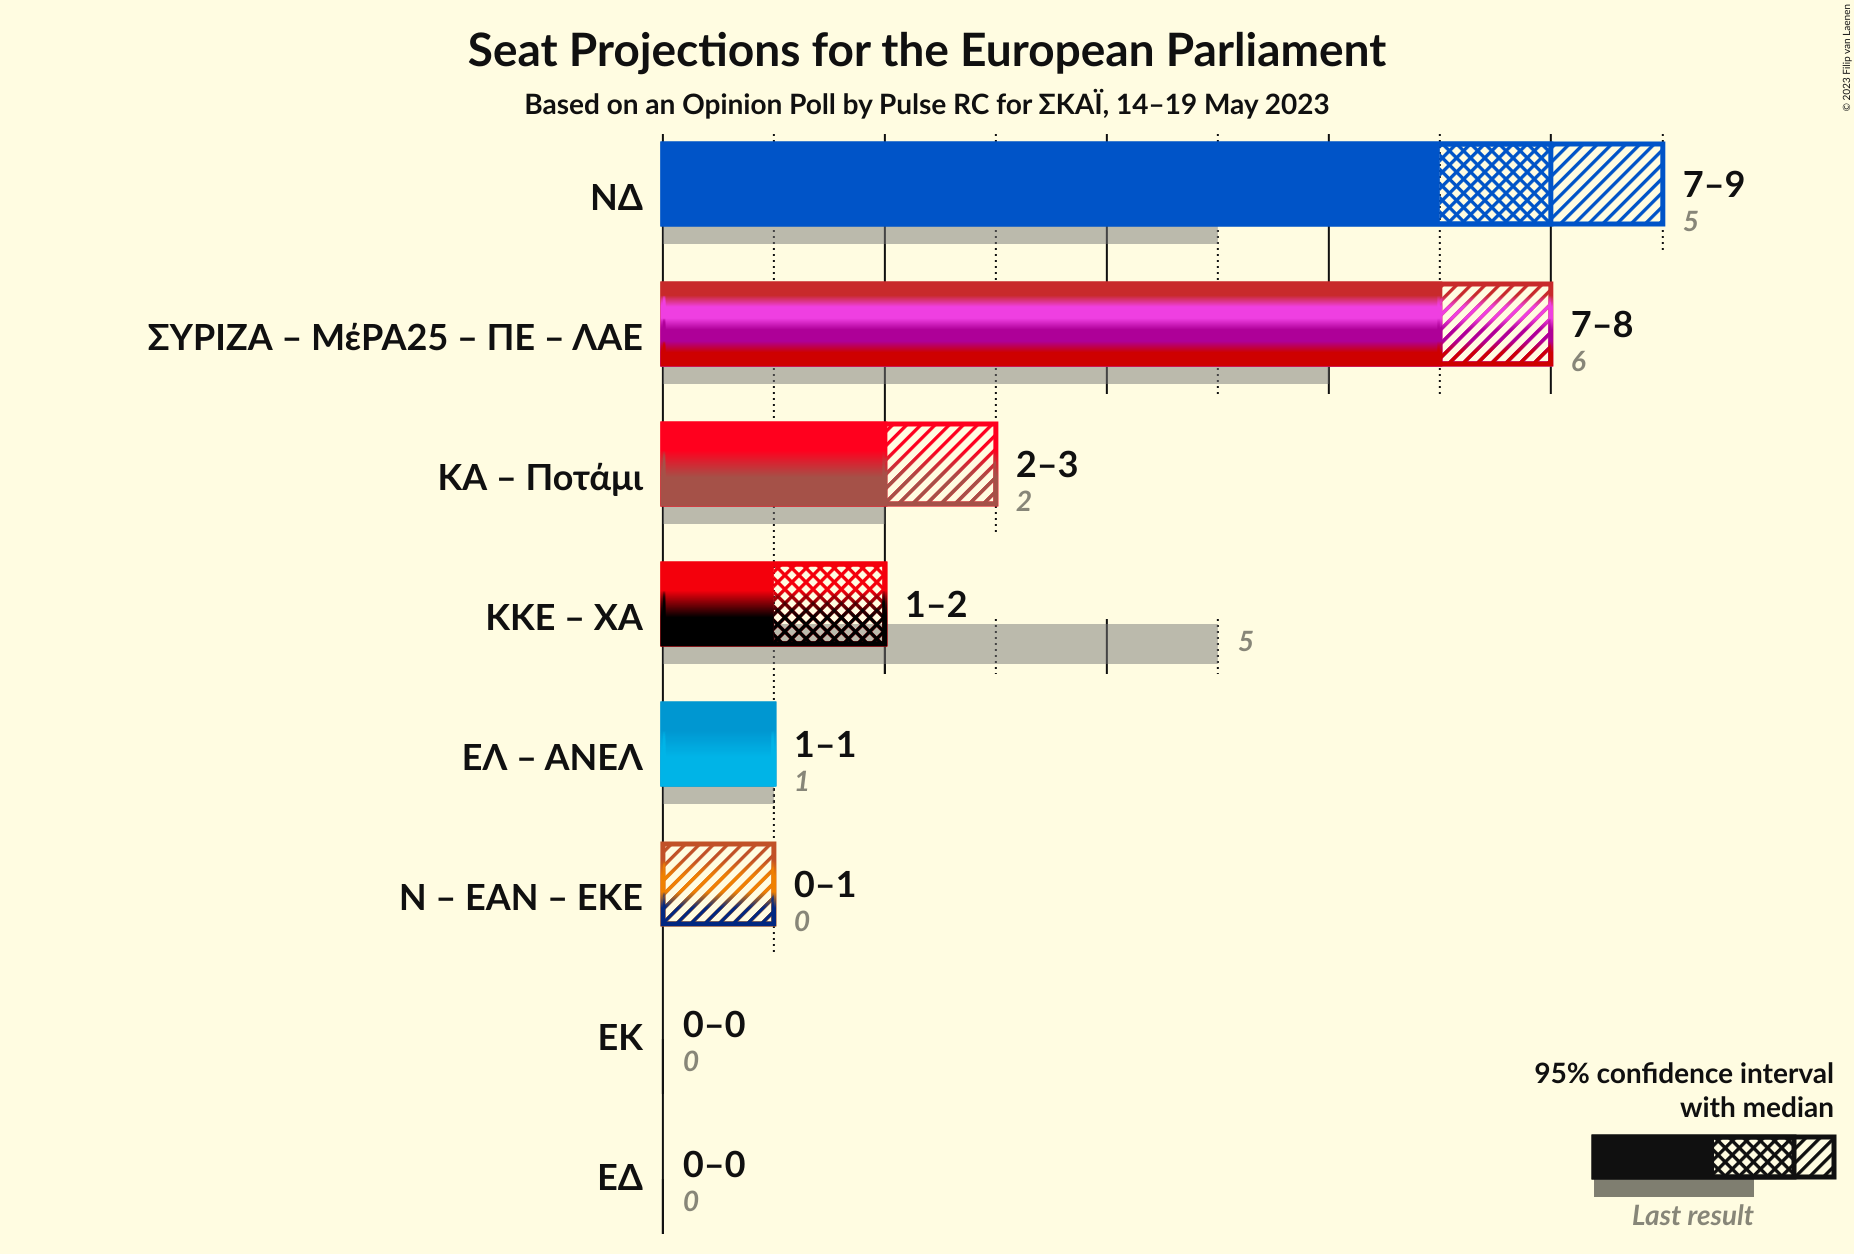 Seat Projections for the European Parliament
Based on an Opinion Poll by Pulse RC for ΣΚΑΪ, 14–19 May 2023
© 2023 Filip van Laenen
ΝΔ
7–9
5
ΣΥΡΙΖΑ – ΜέΡΑ25 – ΠΕ – ΛΑΕ
7–8
6
ΚΑ – Ποτάμι
2–3
2
ΚΚΕ – ΧΑ
1–2
5
ΕΛ – ΑΝΕΛ
1–1
1
Ν – ΕΑΝ – ΕΚΕ
0–1
0
ΕΚ
0–0
0
ΕΔ
0–0
0
95% confidence interval
with median
Last result